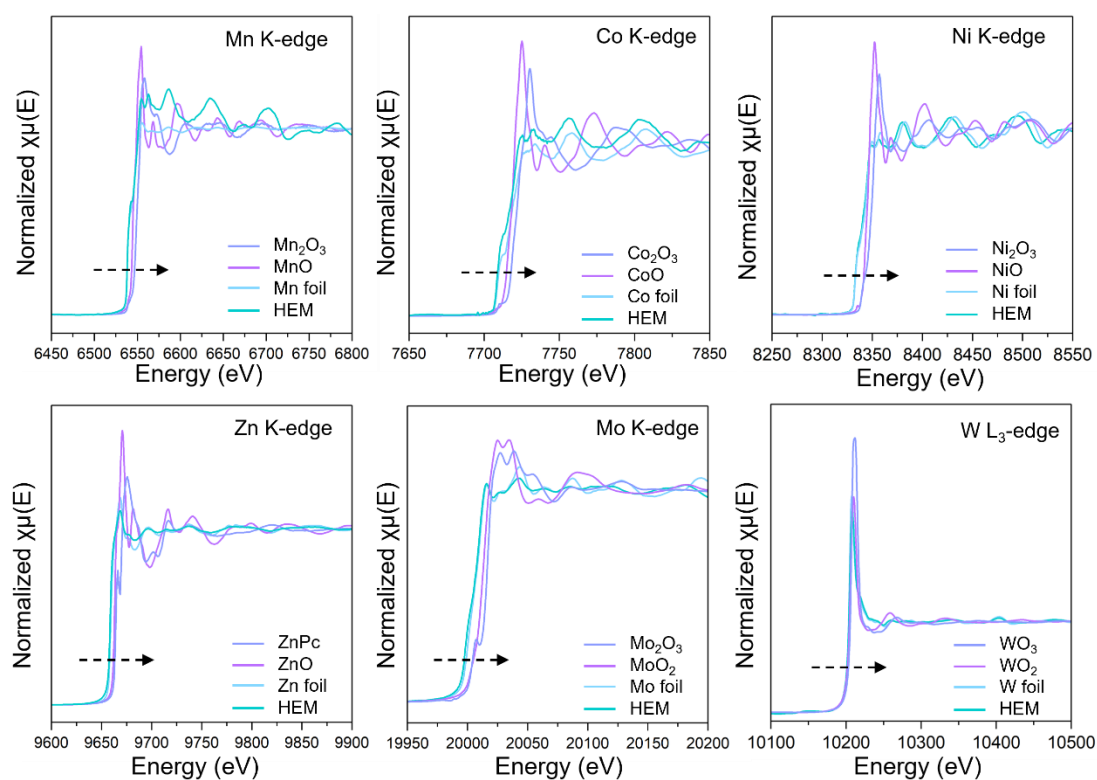 Mn K-edge
Normalized χμ(E)
Mn₂O₃
MnO
Mn foil
HEM
6450 6500 6550 6600 6650 6700 6750 6800
Energy (eV)
Co K-edge
Normalized χμ(E)
Co₂O₃
CoO
Co foil
HEM
7650 7700 7750 7800 7850
Energy (eV)
Ni K-edge
Normalized χμ(E)
Ni₂O₃
NiO
Ni foil
HEM
8250 8300 8350 8400 8450 8500 8550
Energy (eV)
Zn K-edge
Normalized χμ(E)
ZnPc
ZnO
Zn foil
HEM
9600 9650 9700 9750 9800 9850 9900
Energy (eV)
Mo K-edge
Normalized χμ(E)
Mo₂O₃
MoO₂
Mo foil
HEM
19950 20000 20050 20100 20150 20200
Energy (eV)
W L₃-edge
Normalized χμ(E)
WO₃
WO₂
W foil
HEM
10100 10200 10300 10400 10500
Energy (eV)